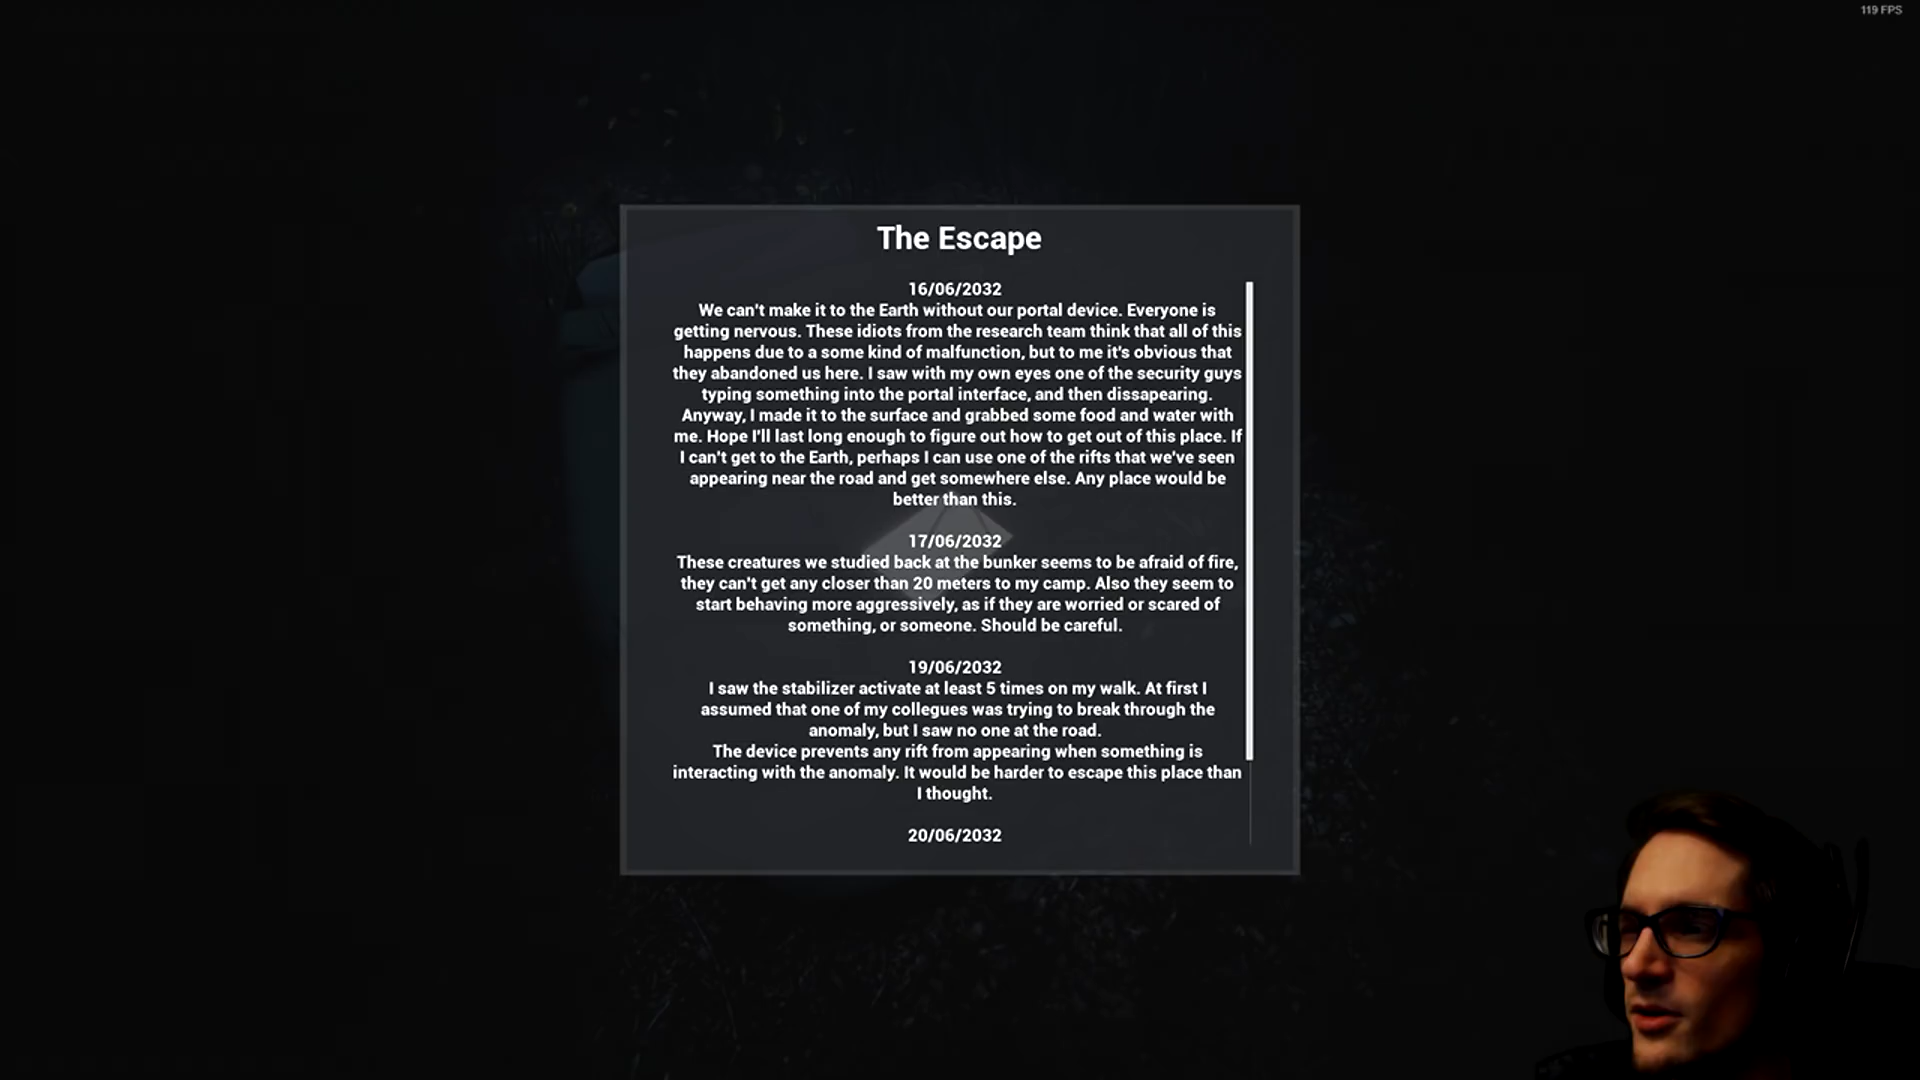 119 FPS
The Escape
16/06/2032
We can't make it to the Earth without our portal device. Everyone is
getting nervous. These idiots from the research team think that all of this
happens due to a some kind of malfunction, but to me it's obvious that
they abandoned us here. I saw with my own eyes one of the security guys
typing something into the portal interface, and then dissapearing.
Anyway, I made it to the surface and grabbed some food and water with
me. Hope I'll last long enough to figure out how to get out of this place. If
I can't get to the Earth, perhaps I can use one of the rifts that we've seen
appearing near the road and get somewhere else. Any place would be
better than this.
17/06/2032
These creatures we studied back at the bunker seems to be afraid of fire,
they can't get any closer than 20 meters to my camp. Also they seem to
start behaving more aggressively, as if they are worried or scared of
something, or someone. Should be careful.
19/06/2032
I saw the stabilizer activate at least 5 times on my walk. At first I
assumed that one of my collegues was trying to break through the
anomaly, but I saw no one at the road.
The device prevents any rift from appearing when something is
interacting with the anomaly. It would be harder to escape this place than
I thought.
20/06/2032